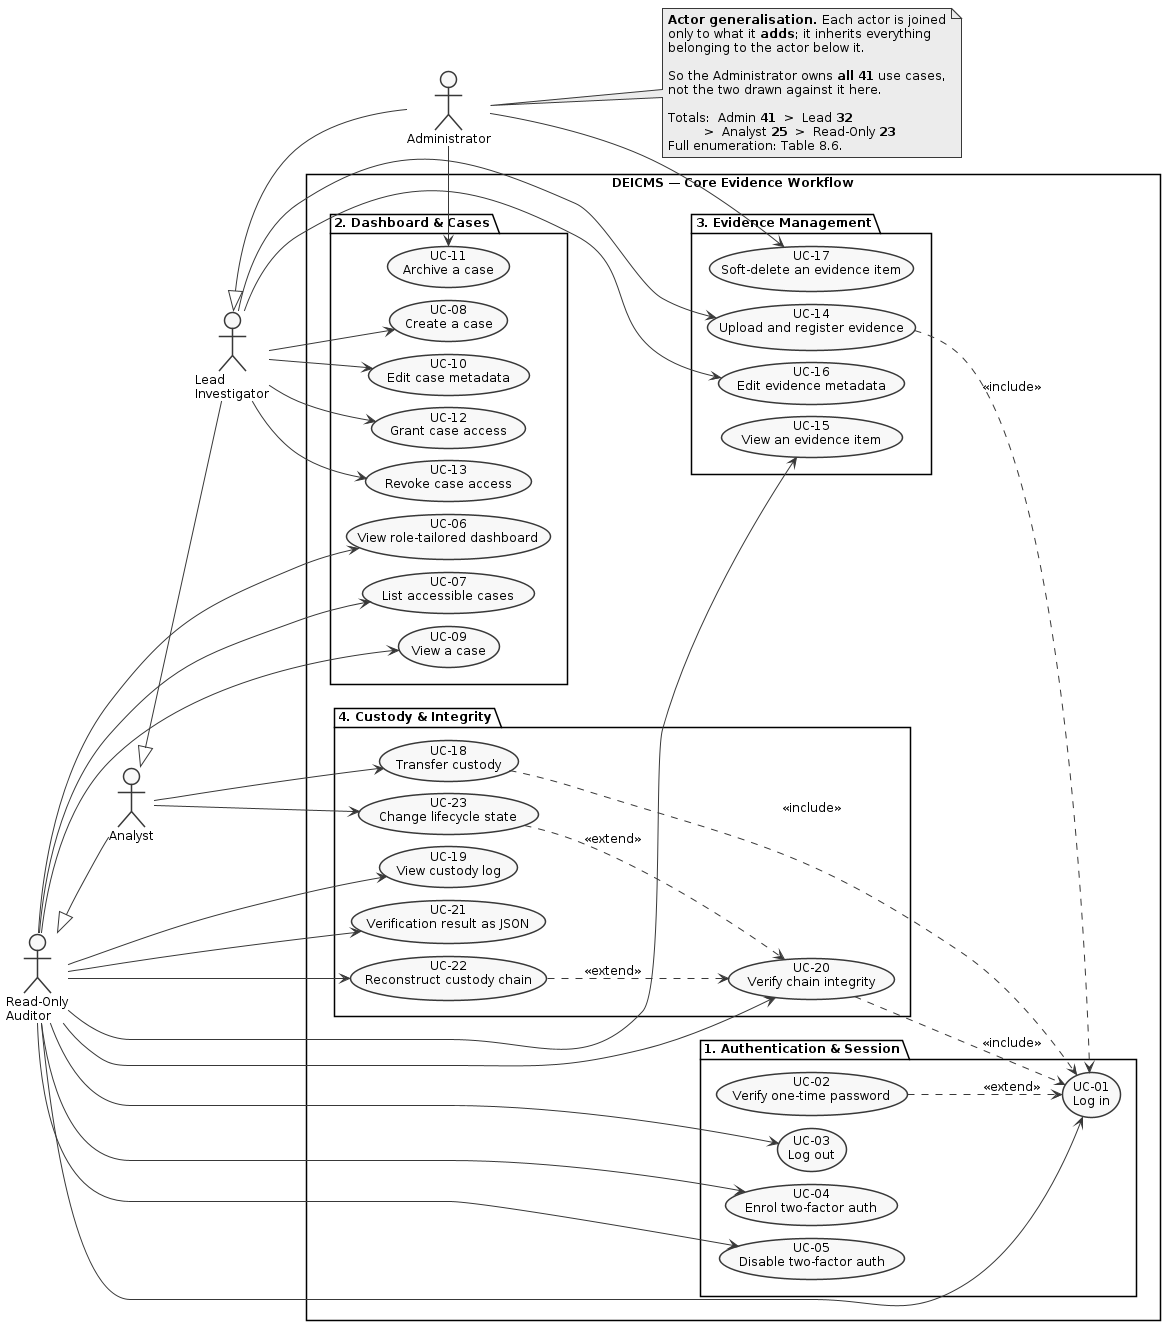 Actor generalisation. Each actor is joined
only to what it adds; it inherits everything
belonging to the actor below it.
So the Administrator owns all 41 use cases,
not the two drawn against it here.
Totals:  Admin 41  >  Lead 32
>  Analyst 25  >  Read-Only 23
Full enumeration: Table 8.6.
Administrator
DEICMS — Core Evidence Workflow
2. Dashboard & Cases
UC-11
Archive a case
UC-08
Create a case
UC-10
Edit case metadata
UC-12
Grant case access
UC-13
Revoke case access
UC-06
View role-tailored dashboard
UC-07
List accessible cases
UC-09
View a case
3. Evidence Management
UC-17
Soft-delete an evidence item
UC-14
Upload and register evidence
UC-16
Edit evidence metadata
UC-15
View an evidence item
«include»
Lead
Investigator
4. Custody & Integrity
UC-18
Transfer custody
UC-23
Change lifecycle state
UC-19
View custody log
UC-21
Verification result as JSON
UC-22
Reconstruct custody chain
UC-20
Verify chain integrity
«include»
«extend»
«extend»
Analyst
Read-Only
Auditor
«include»
1. Authentication & Session
UC-02
Verify one-time password
«extend»
UC-01
Log in
UC-03
Log out
UC-04
Enrol two-factor auth
UC-05
Disable two-factor auth